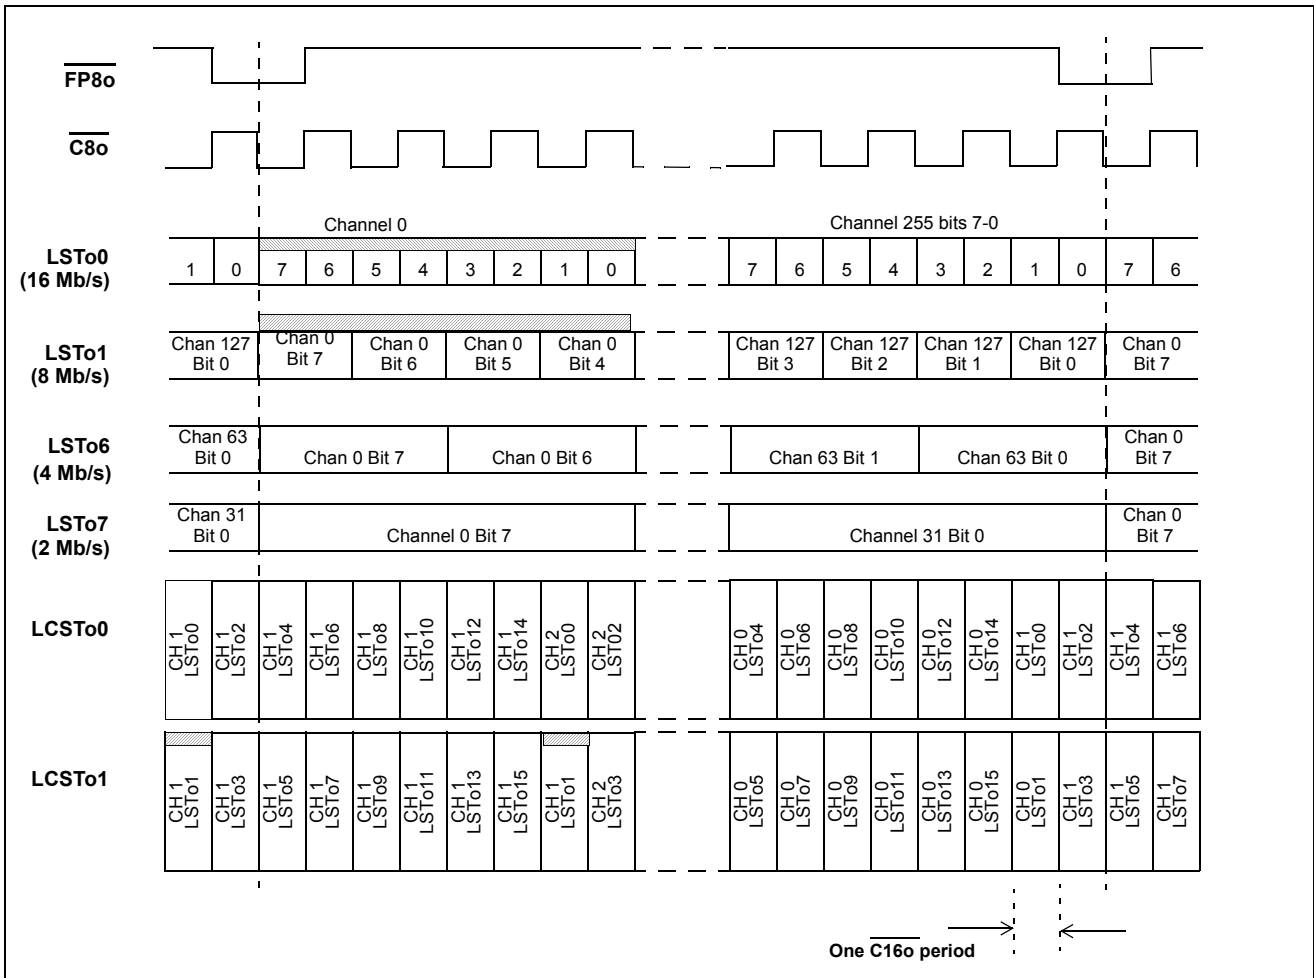 FP8o
C8o
Channel 0
Channel 255 bits 7-0
LSTo0
(16 Mb/s)
1 0 7 6 5 4 3 2 1 0 7 6 5 4 3 2 1 0 7 6
LSTo1
(8 Mb/s)
Chan 127 Bit 0
Chan 0 Bit 7
Chan 0 Bit 6
Chan 0 Bit 5
Chan 0 Bit 4
Chan 127 Bit 3
Chan 127 Bit 2
Chan 127 Bit 1
Chan 127 Bit 0
Chan 0 Bit 7
LSTo6
(4 Mb/s)
Chan 63 Bit 0
Chan 0 Bit 7
Chan 0 Bit 6
Chan 63 Bit 1
Chan 63 Bit 0
Chan 0 Bit 7
LSTo7
(2 Mb/s)
Chan 31 Bit 0
Channel 0 Bit 7
Channel 31 Bit 0
Chan 0 Bit 7
LCSTo0
CH 1 LSTo0
CH 1 LSTo2
CH 1 LSTo4
CH 1 LSTo6
CH 1 LSTo8
CH 1 LSTo10
CH 1 LSTo12
CH 1 LSTo14
CH 2 LSTo0
CH 2 LST02
CH 0 LSTo4
CH 0 LSTo6
CH 0 LSTo8
CH 0 LSTo10
CH 0 LSTo12
CH 0 LSTo14
CH 1 LSTo0
CH 1 LSTo2
CH 1 LSTo4
CH 1 LSTo6
LCSTo1
CH 1 LSTo1
CH 1 LSTo3
CH 1 LSTo5
CH 1 LSTo7
CH 1 LSTo9
CH 1 LSTo11
CH 1 LSTo13
CH 1 LSTo15
CH 1 LSTo1
CH 2 LSTo3
CH 0 LSTo5
CH 0 LSTo7
CH 0 LSTo9
CH 0 LSTo11
CH 0 LSTo13
CH 0 LSTo15
CH 0 LSTo1
CH 1 LSTo3
CH 1 LSTo5
CH 1 LSTo7
One C16o period